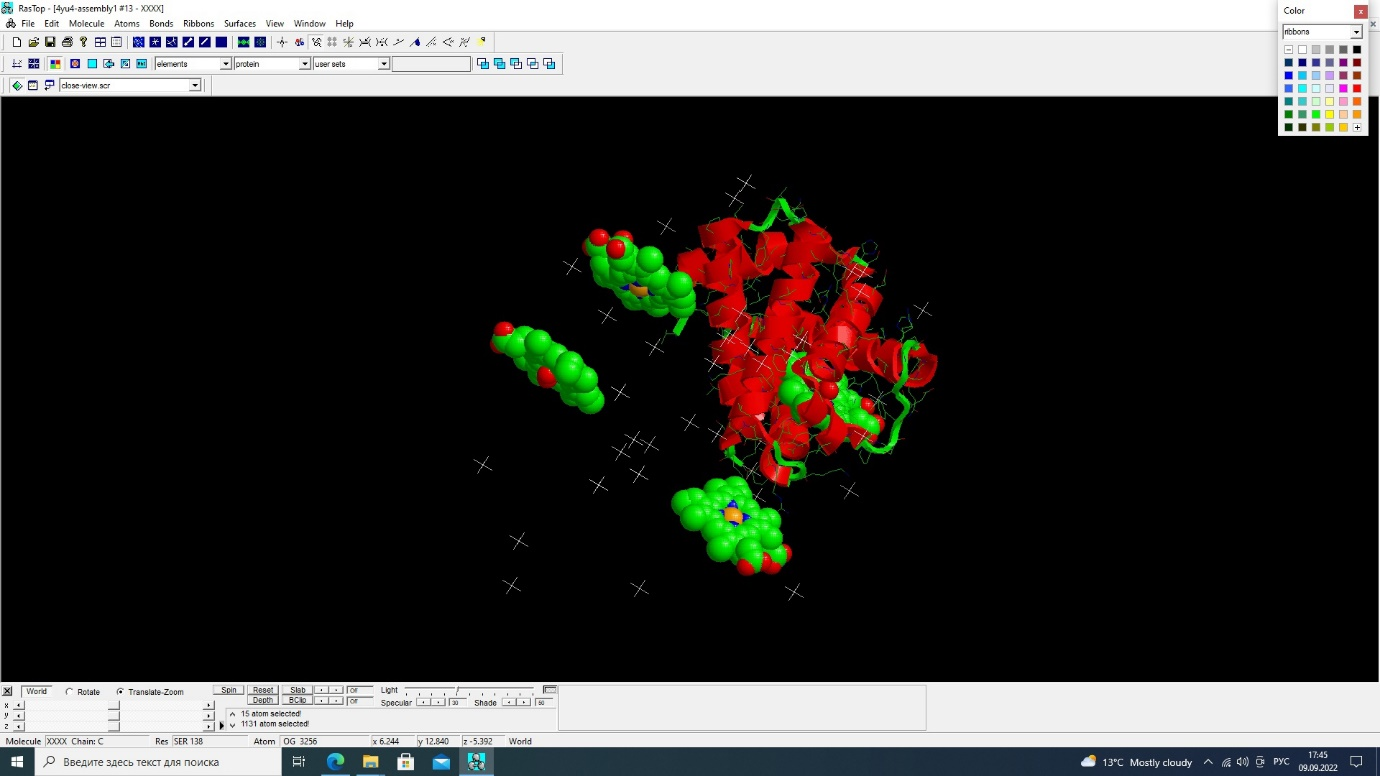 RasTop - [4yu4-assembly1 #13 - XXXX]
File Edit Molecule Atoms Bonds Ribbons Surfaces View Window Help
elements protein user sets
close-view.scr
Color
ribbons
World Rotate Translate-Zoom Spin Reset Slab Off Light
Depth BClip Off Specular 30 Shade 50
x
y
z
15 atom selected!
1131 atom selected!
Molecule XXXX Chain: C Res SER 138 Atom OG 3256 x 6.244 y 12.840 z -5.392 World
Введите здесь текст для поиска
13°C Mostly cloudy РУС
17:45
09.09.2022